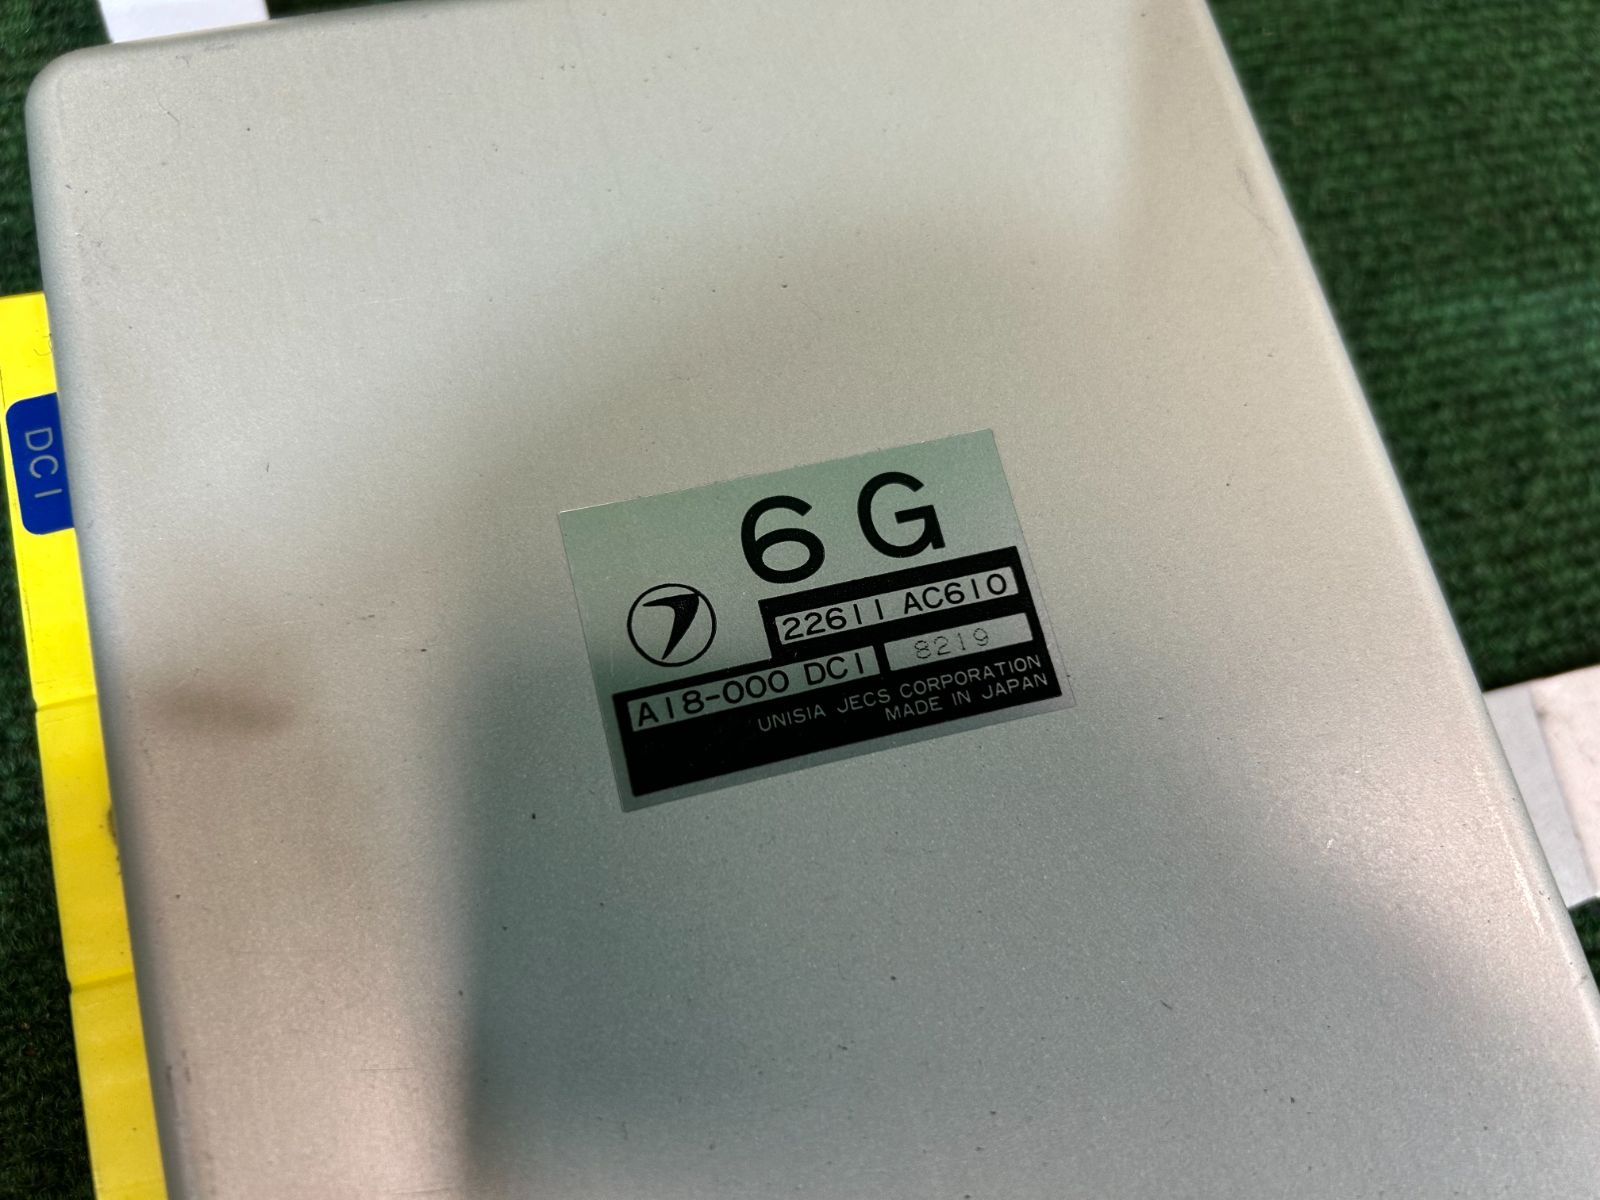 DC1
6G
22611 AC610
A18-000 DC1
8219
UNISIA JECS CORPORATION
MADE IN JAPAN